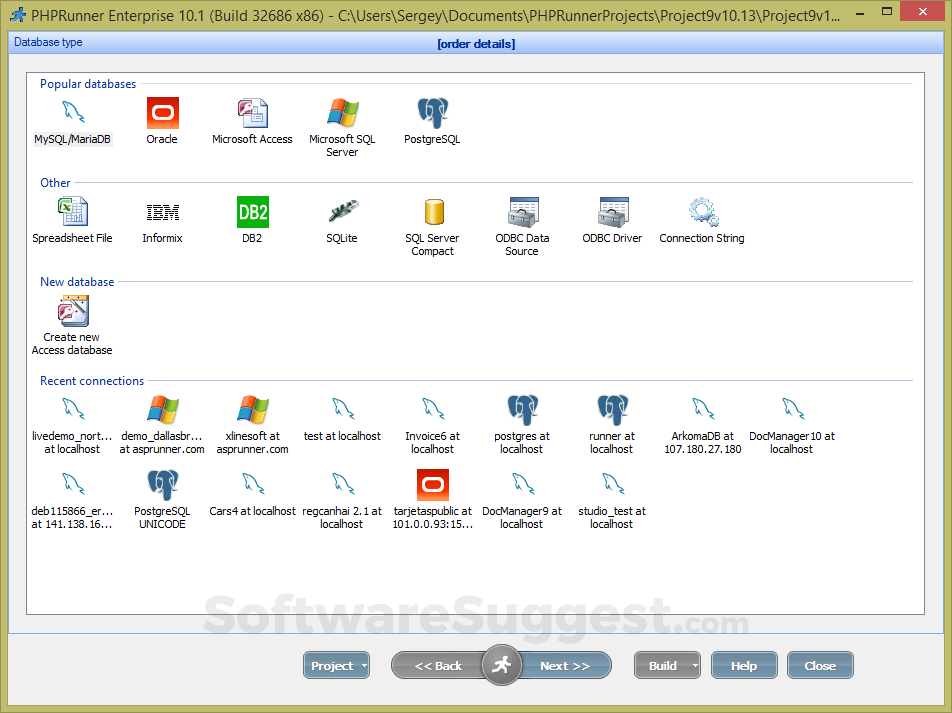 PHPRunner Enterprise 10.1 (Build 32686 x86) - C:\Users\Sergey\Documents\PHPRunnerProjects\Project9v10.13\Project9v1...
Database type
[order details]
Popular databases
MySQL/MariaDB
Oracle
Microsoft Access
Microsoft SQL
Server
PostgreSQL
Other
Spreadsheet File
IBM
Informix
DB2
DB2
SQLite
SQL Server
Compact
ODBC Data
Source
ODBC Driver
Connection String
New database
Create new
Access database
Recent connections
livedemo_nort...
at localhost
demo_dallasbr...
at asprunner.com
xlinesoft at
asprunner.com
test at localhost
Invoice6 at
localhost
postgres at
localhost
runner at
localhost
ArkomaDB at
107.180.27.180
DocManager10 at
localhost
deb115866_er...
at 141.138.16...
PostgreSQL
UNICODE
Cars4 at localhost
regcanhai 2.1 at
localhost
tarjetaspublic at
101.0.0.93:15...
DocManager9 at
localhost
studio_test at
localhost
SoftwareSuggest.com
Project
<< Back
Next >>
Build
Help
Close